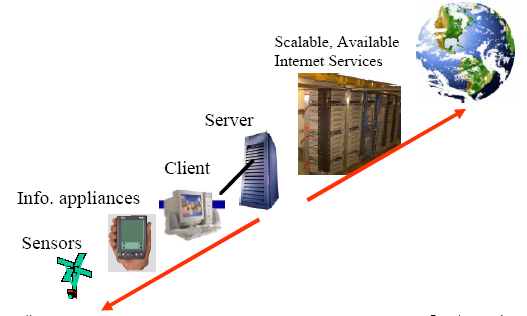 Scalable, Available
Internet Services
Server
Client
Info. appliances
Sensors